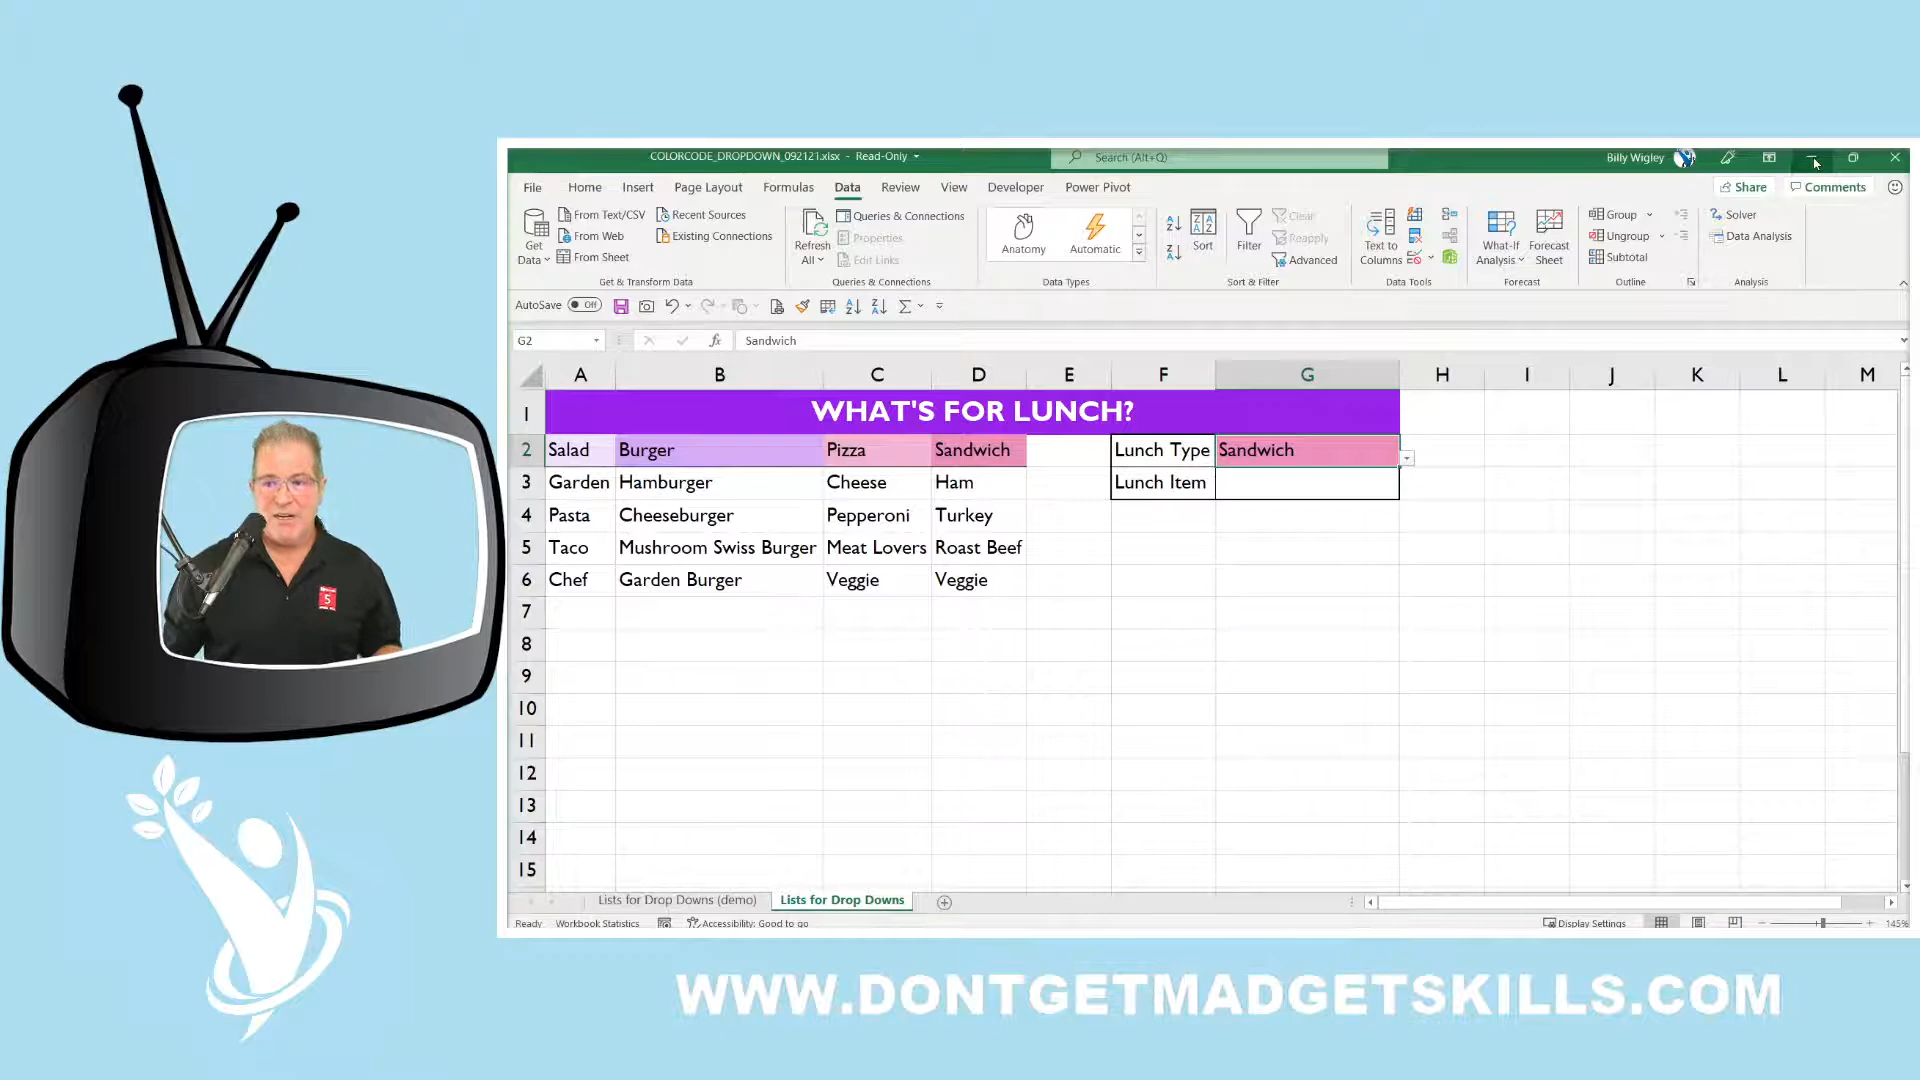 COLORCODE_DROPDOWN_092121.xlsx - Read-Only
Search (Alt+Q)
Billy Wigley
File Home Insert Page Layout Formulas Data Review View Developer Power Pivot
Share Comments
Get Data
From Text/CSV
From Web
From Sheet
Recent Sources
Existing Connections
Get & Transform Data
Refresh All
Queries & Connections
Properties
Edit Links
Queries & Connections
Anatomy
Automatic
Data Types
Sort
Filter
Clear
Reapply
Advanced
Sort & Filter
Text to Columns
Data Tools
What-If Analysis
Forecast Sheet
Forecast
Group
Ungroup
Subtotal
Outline
Solver
Data Analysis
Analysis
AutoSave Off
G2 fx Sandwich
A B C D E F G H I J K L M
1 WHAT'S FOR LUNCH?
2 Salad Burger Pizza Sandwich Lunch Type Sandwich
3 Garden Hamburger Cheese Ham Lunch Item
4 Pasta Cheeseburger Pepperoni Turkey
5 Taco Mushroom Swiss Burger Meat Lovers Roast Beef
6 Chef Garden Burger Veggie Veggie
7
8
9
10
11
12
13
14
15
Lists for Drop Downs (demo) Lists for Drop Downs
Ready Workbook Statistics Accessibility: Good to go Display Settings 145%
5
WWW.DONTGETMADGETSKILLS.COM